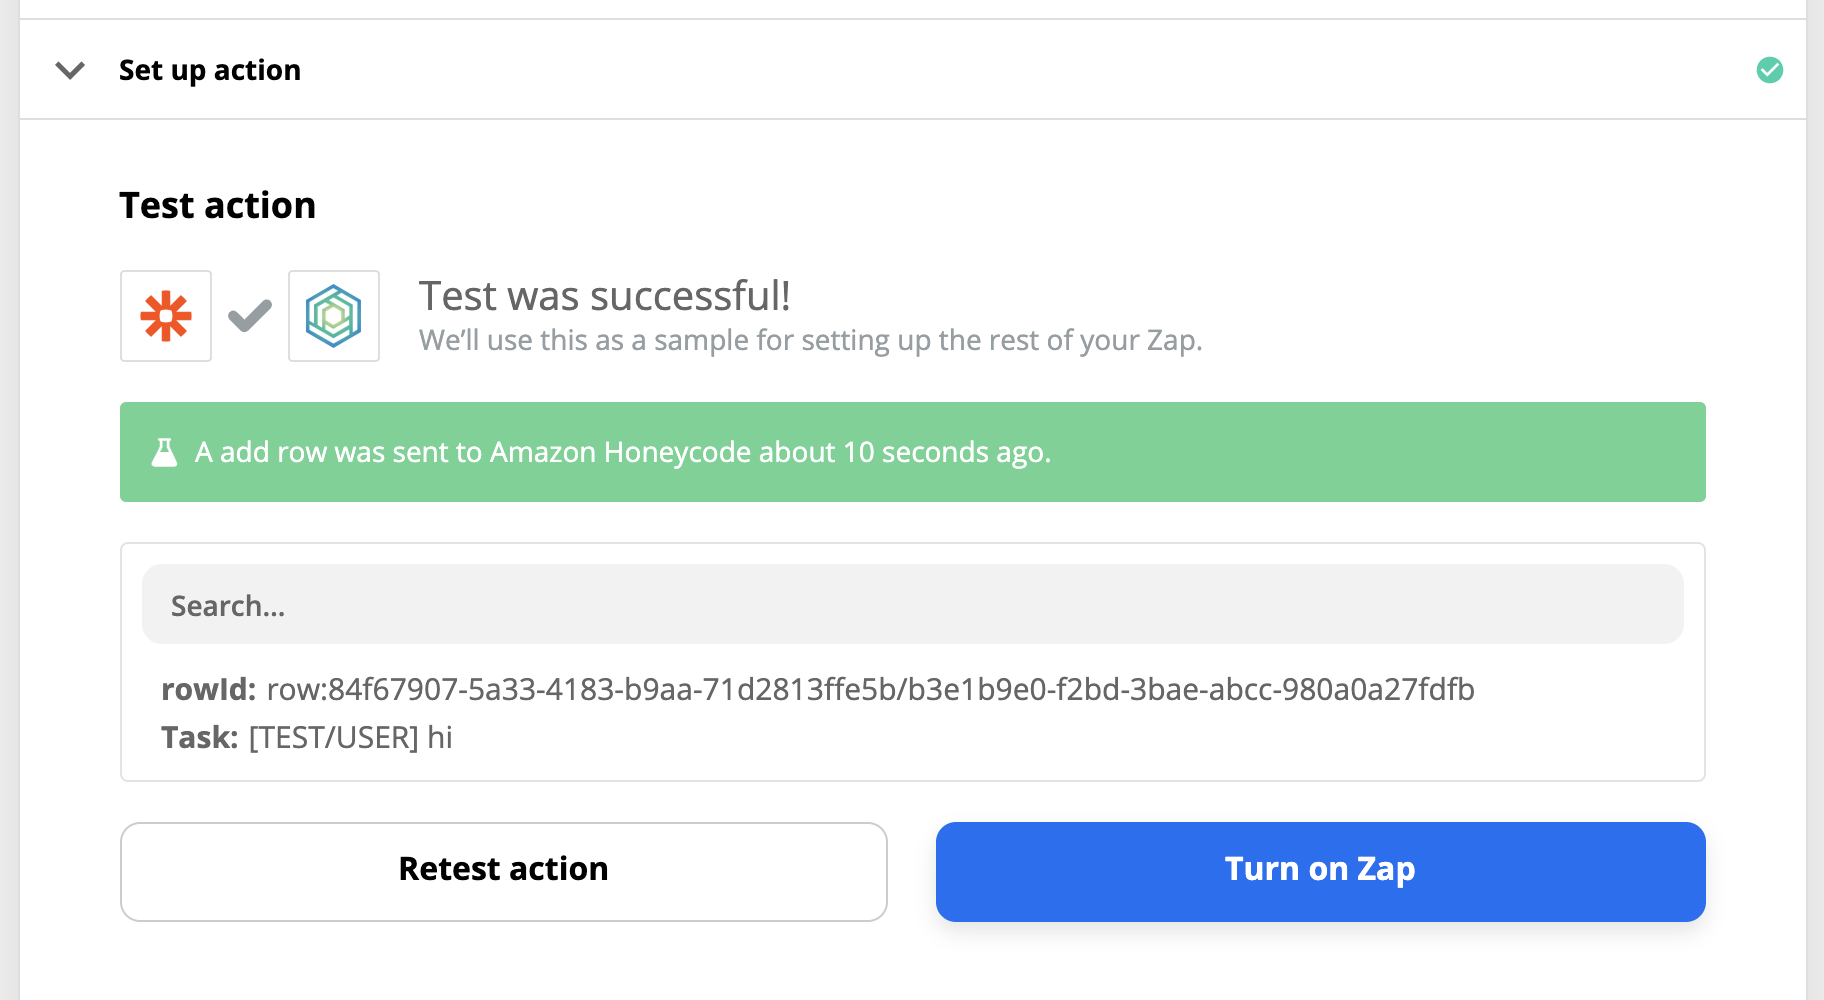 Set up action
Test action
Test was successful!
We’ll use this as a sample for setting up the rest of your Zap.
A add row was sent to Amazon Honeycode about 10 seconds ago.
Search...
rowId: row:84f67907-5a33-4183-b9aa-71d2813ffe5b/b3e1b9e0-f2bd-3bae-abcc-980a0a27fdfb
Task: [TEST/USER] hi
Retest action
Turn on Zap